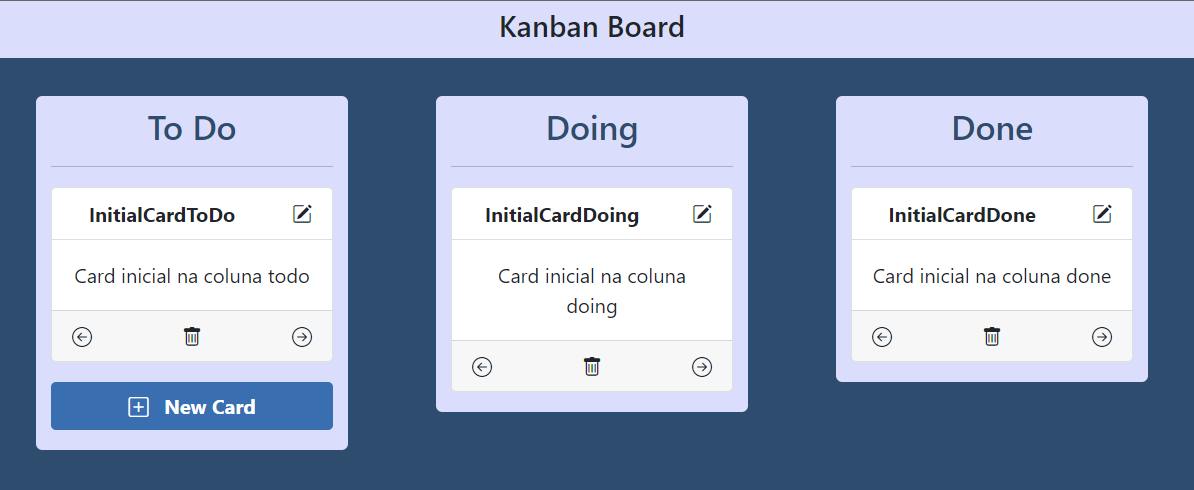 Kanban Board
To Do
InitialCardToDo
Card inicial na coluna todo
New Card
Doing
InitialCardDoing
Card inicial na coluna
doing
Done
InitialCardDone
Card inicial na coluna done